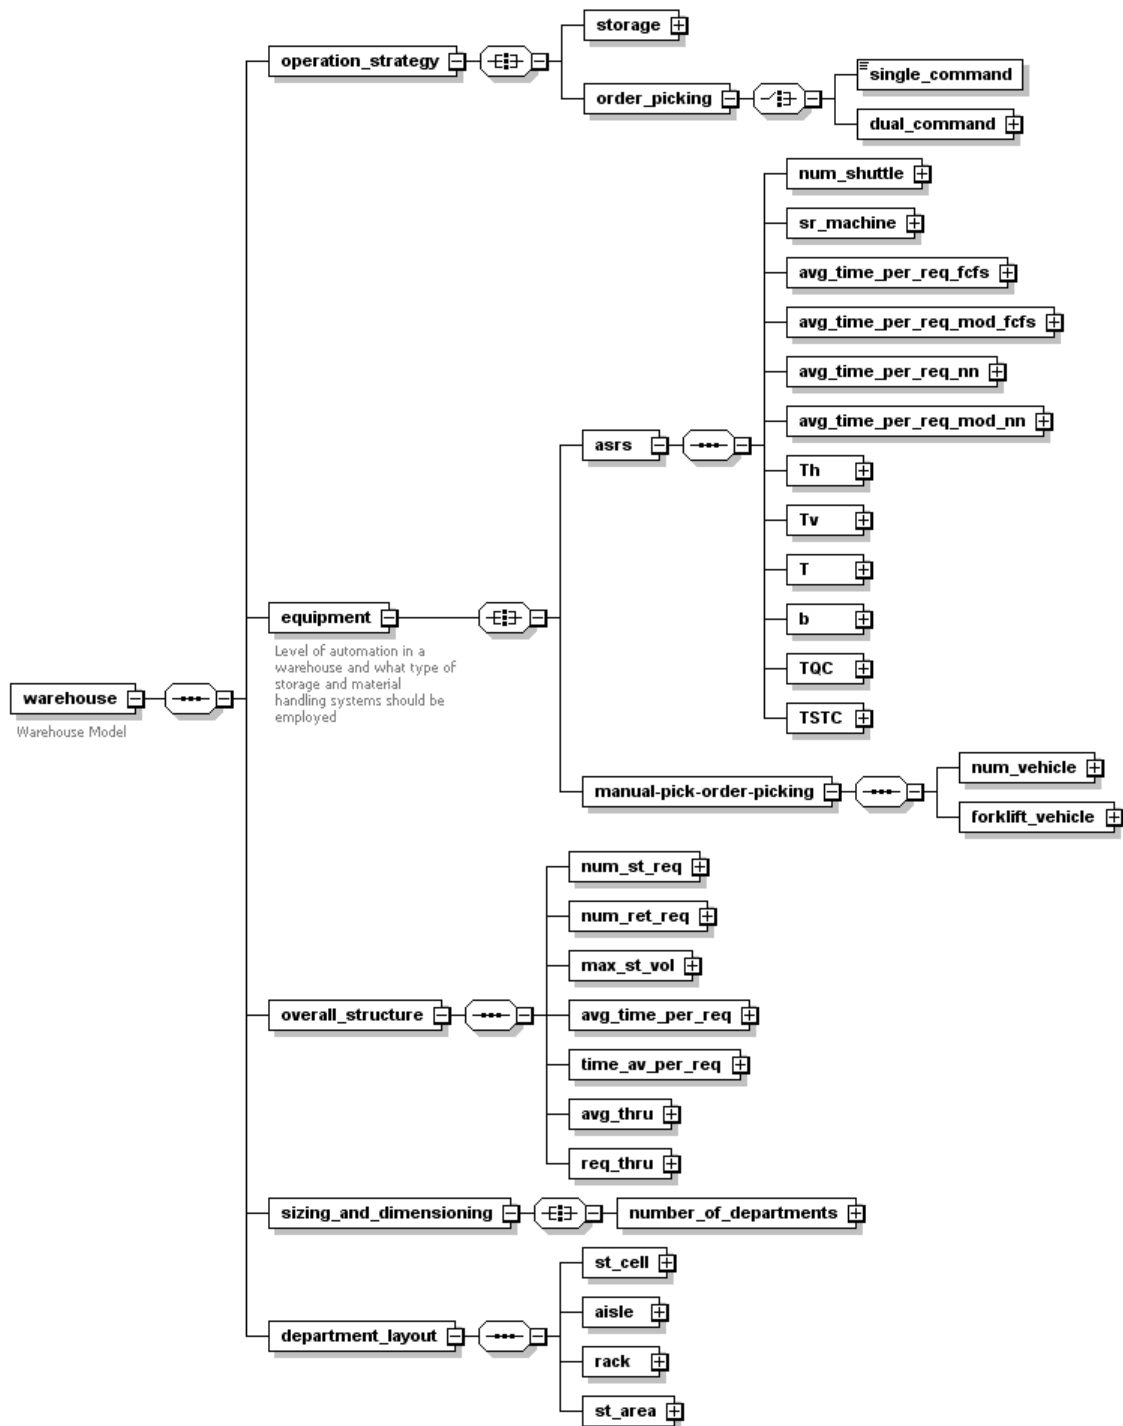 storage
operation_strategy
order_picking
single_command
dual_command
num_shuttle
sr_machine
avg_time_per_req_fcfs
avg_time_per_req_mod_fcfs
avg_time_per_req_nn
avg_time_per_req_mod_nn
asrs
Th
Tv
T
b
equipment
Level of automation in a
warehouse and what type of
storage and material
handling systems should be
employed
TQC
TSTC
warehouse
Warehouse Model
manual-pick-order-picking
num_vehicle
forklift_vehicle
num_st_req
num_ret_req
max_st_vol
overall_structure
avg_time_per_req
time_av_per_req
avg_thru
req_thru
sizing_and_dimensioning
number_of_departments
st_cell
aisle
department_layout
rack
st_area